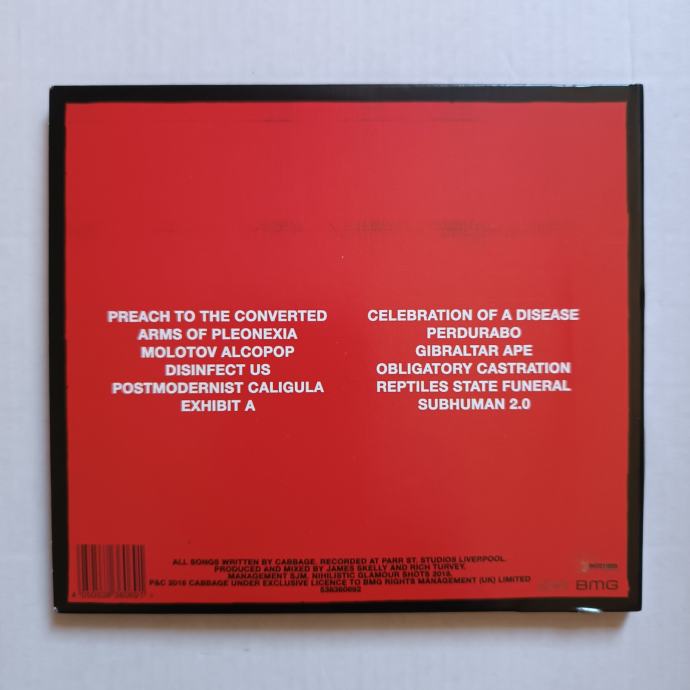 PREACH TO THE CONVERTED
ARMS OF PLEONEXIA
MOLOTOV ALCOPOP
DISINFECT US
POSTMODERNIST CALIGULA
EXHIBIT A
CELEBRATION OF A DISEASE
PERDURABO
GIBRALTAR APE
OBLIGATORY CASTRATION
REPTILES STATE FUNERAL
SUBHUMAN 2.0
ALL SONGS WRITTEN BY CABBAGE. RECORDED AT PARR ST. STUDIOS LIVERPOOL.
PRODUCED AND MIXED BY JAMES SKELLY AND RICH TURVEY.
MANAGEMENT SJM. NIHILISTIC GLAMOUR SHOTS 2018.
P&C 2018 CABBAGE UNDER EXCLUSIVE LICENCE TO BMG RIGHTS MANAGEMENT (UK) LIMITED
538360692
BMG